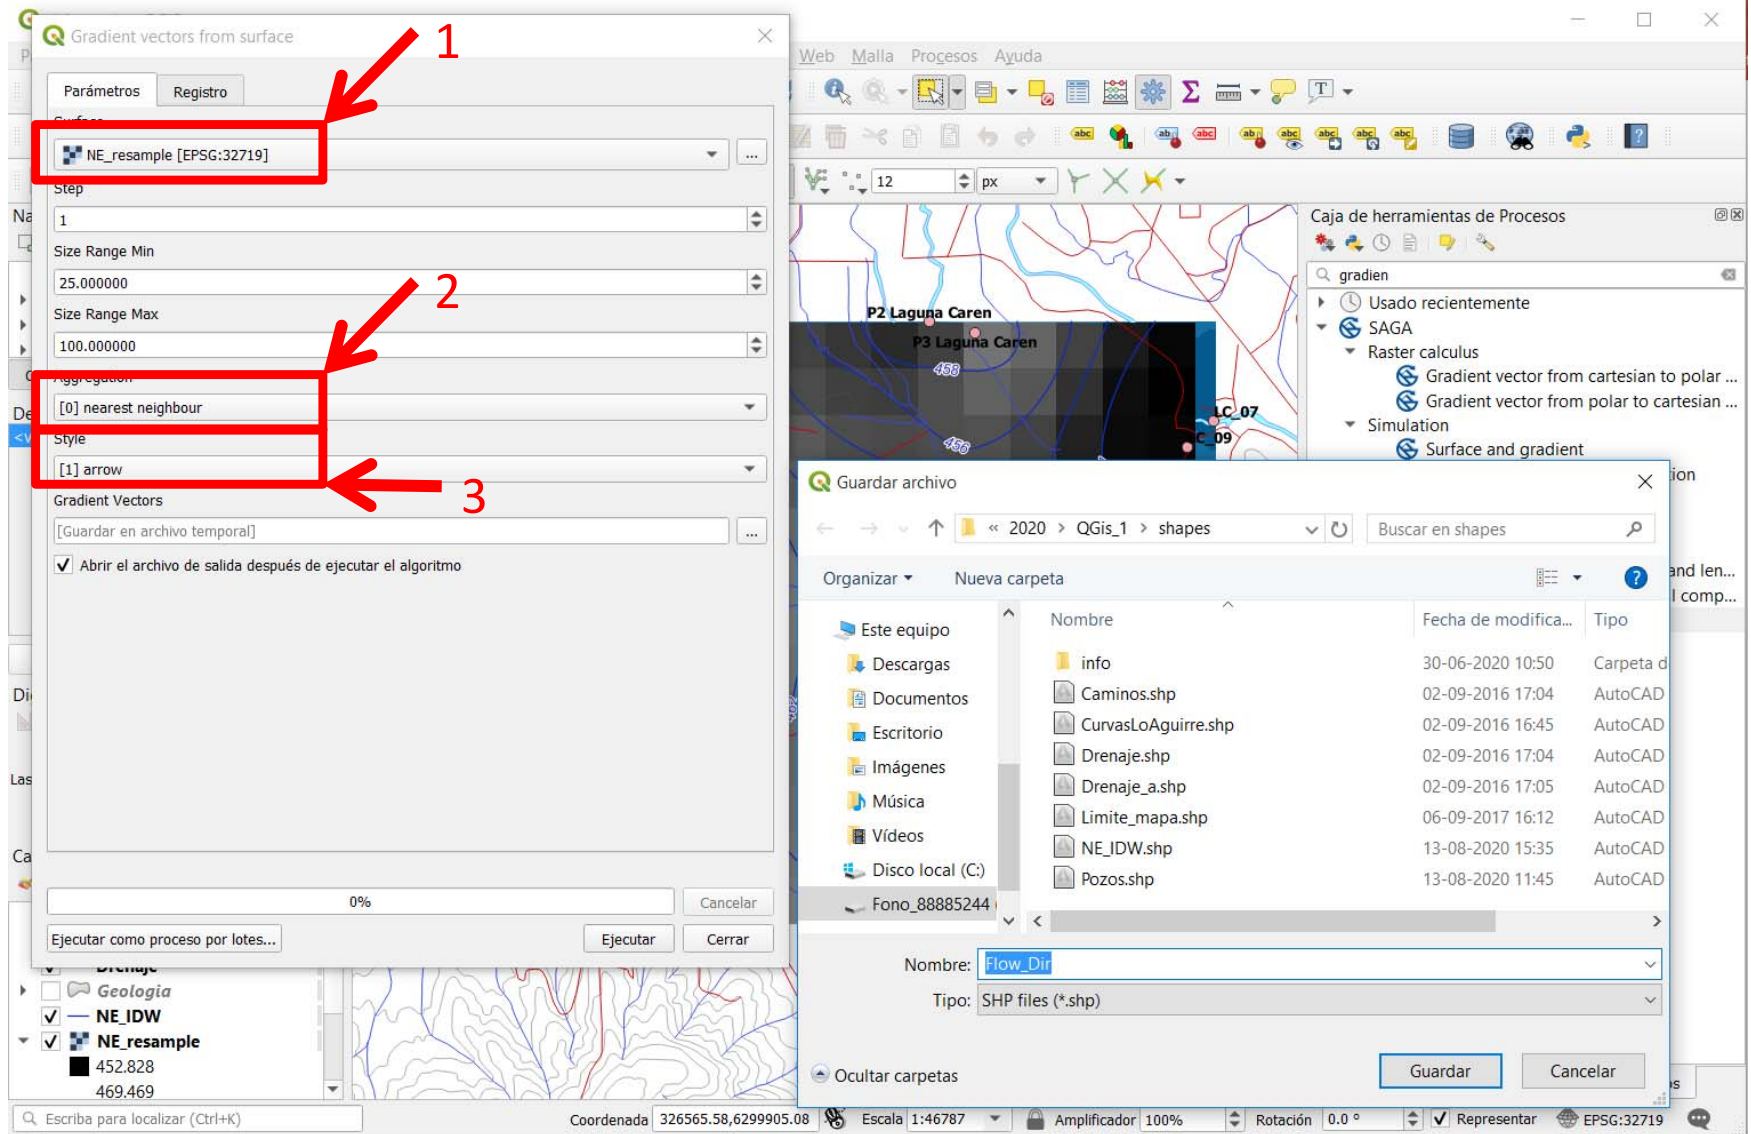 Gradient vectors from surface
1
Web Malla Procesos Ayuda
Parámetros Registro
NE_resample [EPSG:32719]
...
Step
1
Size Range Min
25.000000
2
Size Range Max
100.000000
[0] nearest neighbour
Style
[1] arrow
3
Gradient Vectors
[Guardar en archivo temporal]
...
Abrir el archivo de salida después de ejecutar el algoritmo
0%
Cancelar
Ejecutar como proceso por lotes...
Ejecutar
Cerrar
12 px
P2 Laguna Caren
P3 Laguna Caren
458
456
LC_07
C_09
Caja de herramientas de Procesos
gradien
Usado recientemente
SAGA
Raster calculus
Gradient vector from cartesian to polar ...
Gradient vector from polar to cartesian ...
Simulation
Surface and gradient
ion
and len...
l comp...
Guardar archivo
« 2020 > QGis_1 > shapes
Buscar en shapes
Organizar
Nueva carpeta
Este equipo
Descargas
Documentos
Escritorio
Imágenes
Música
Vídeos
Disco local (C:)
Fono_88885244
Nombre Fecha de modifica... Tipo
info 30-06-2020 10:50 Carpeta d
Caminos.shp 02-09-2016 17:04 AutoCAD
CurvasLoAguirre.shp 02-09-2016 16:45 AutoCAD
Drenaje.shp 02-09-2016 17:04 AutoCAD
Drenaje_a.shp 02-09-2016 17:05 AutoCAD
Limite_mapa.shp 06-09-2017 16:12 AutoCAD
NE_IDW.shp 13-08-2020 15:35 AutoCAD
Pozos.shp 13-08-2020 11:45 AutoCAD
Nombre: Flow_Dir
Tipo: SHP files (*.shp)
Ocultar carpetas
Guardar
Cancelar
Geologia
NE_IDW
NE_resample
452.828
469.469
Escriba para localizar (Ctrl+K)
Coordenada 326565.58,6299905.08
Escala 1:46787
Amplificador 100%
Rotación 0.0 °
Representar
EPSG:32719